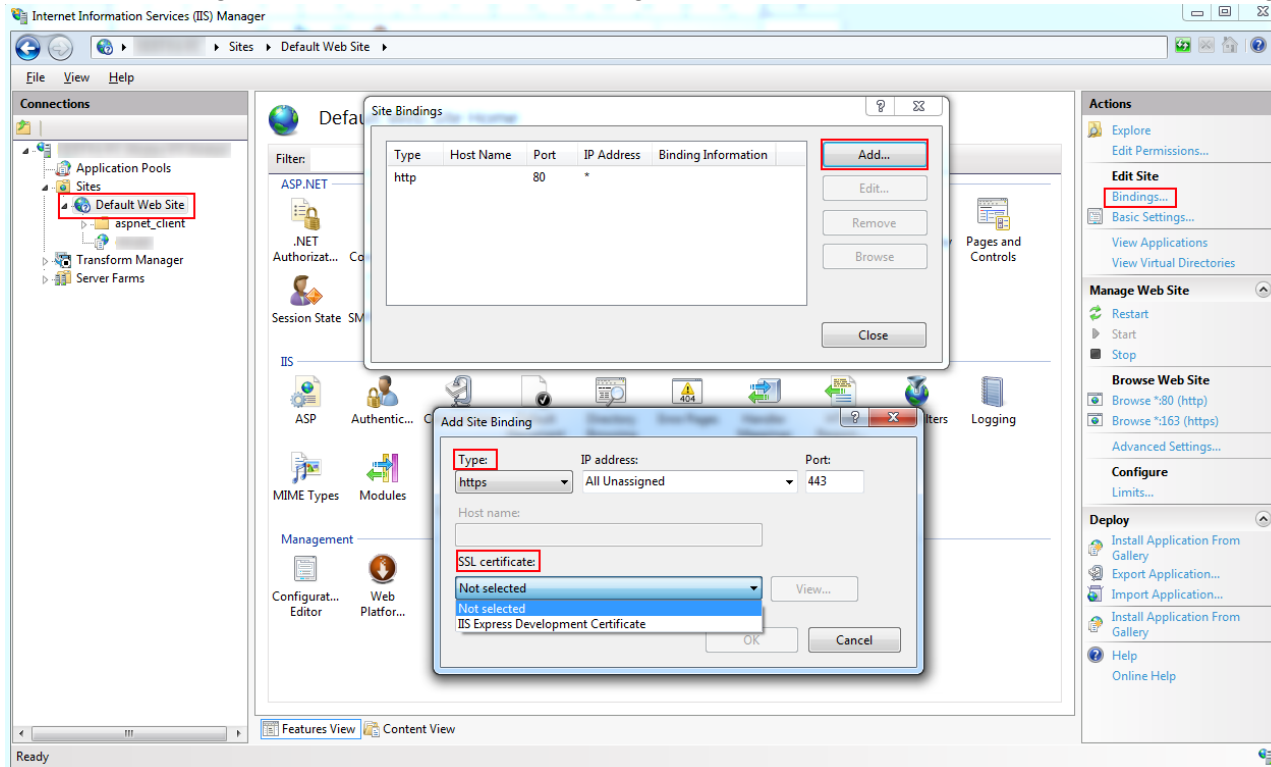 Internet Information Services (IIS) Manager
Sites
Default Web Site
File View Help
Connections
Application Pools
Sites
Default Web Site
aspnet_client
Transform Manager
Server Farms
Filter:
ASP.NET
.NET
Authorizat...
Session State
Pages and
Controls
IIS
ASP
Authentic...
Logging
MIME Types
Modules
Management
Configurat...
Editor
Web
Platfor...
Features View
Content View
Ready
Site Bindings
Type Host Name Port IP Address Binding Information
http 80 *
Add...
Edit...
Remove
Browse
Close
Add Site Binding
Type: IP address: Port:
https All Unassigned 443
Host name:
SSL certificate:
Not selected
View...
Not selected
IIS Express Development Certificate
OK
Cancel
Actions
Explore
Edit Permissions...
Edit Site
Bindings...
Basic Settings...
View Applications
View Virtual Directories
Manage Web Site
Restart
Start
Stop
Browse Web Site
Browse *:80 (http)
Browse *:163 (https)
Advanced Settings...
Configure
Limits...
Deploy
Install Application From
Gallery
Export Application...
Import Application...
Install Application From
Gallery
Help
Online Help